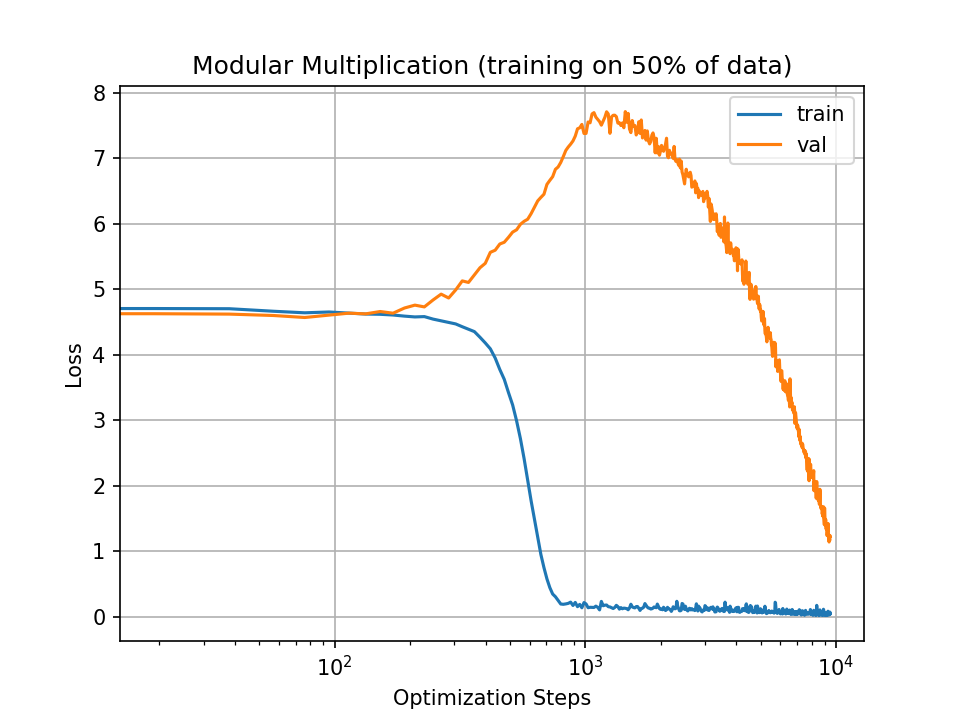 Modular Multiplication (training on 50% of data)
8
7
6
5
4
3
2
1
0
Loss
train
val
10²
10³
10⁴
Optimization Steps